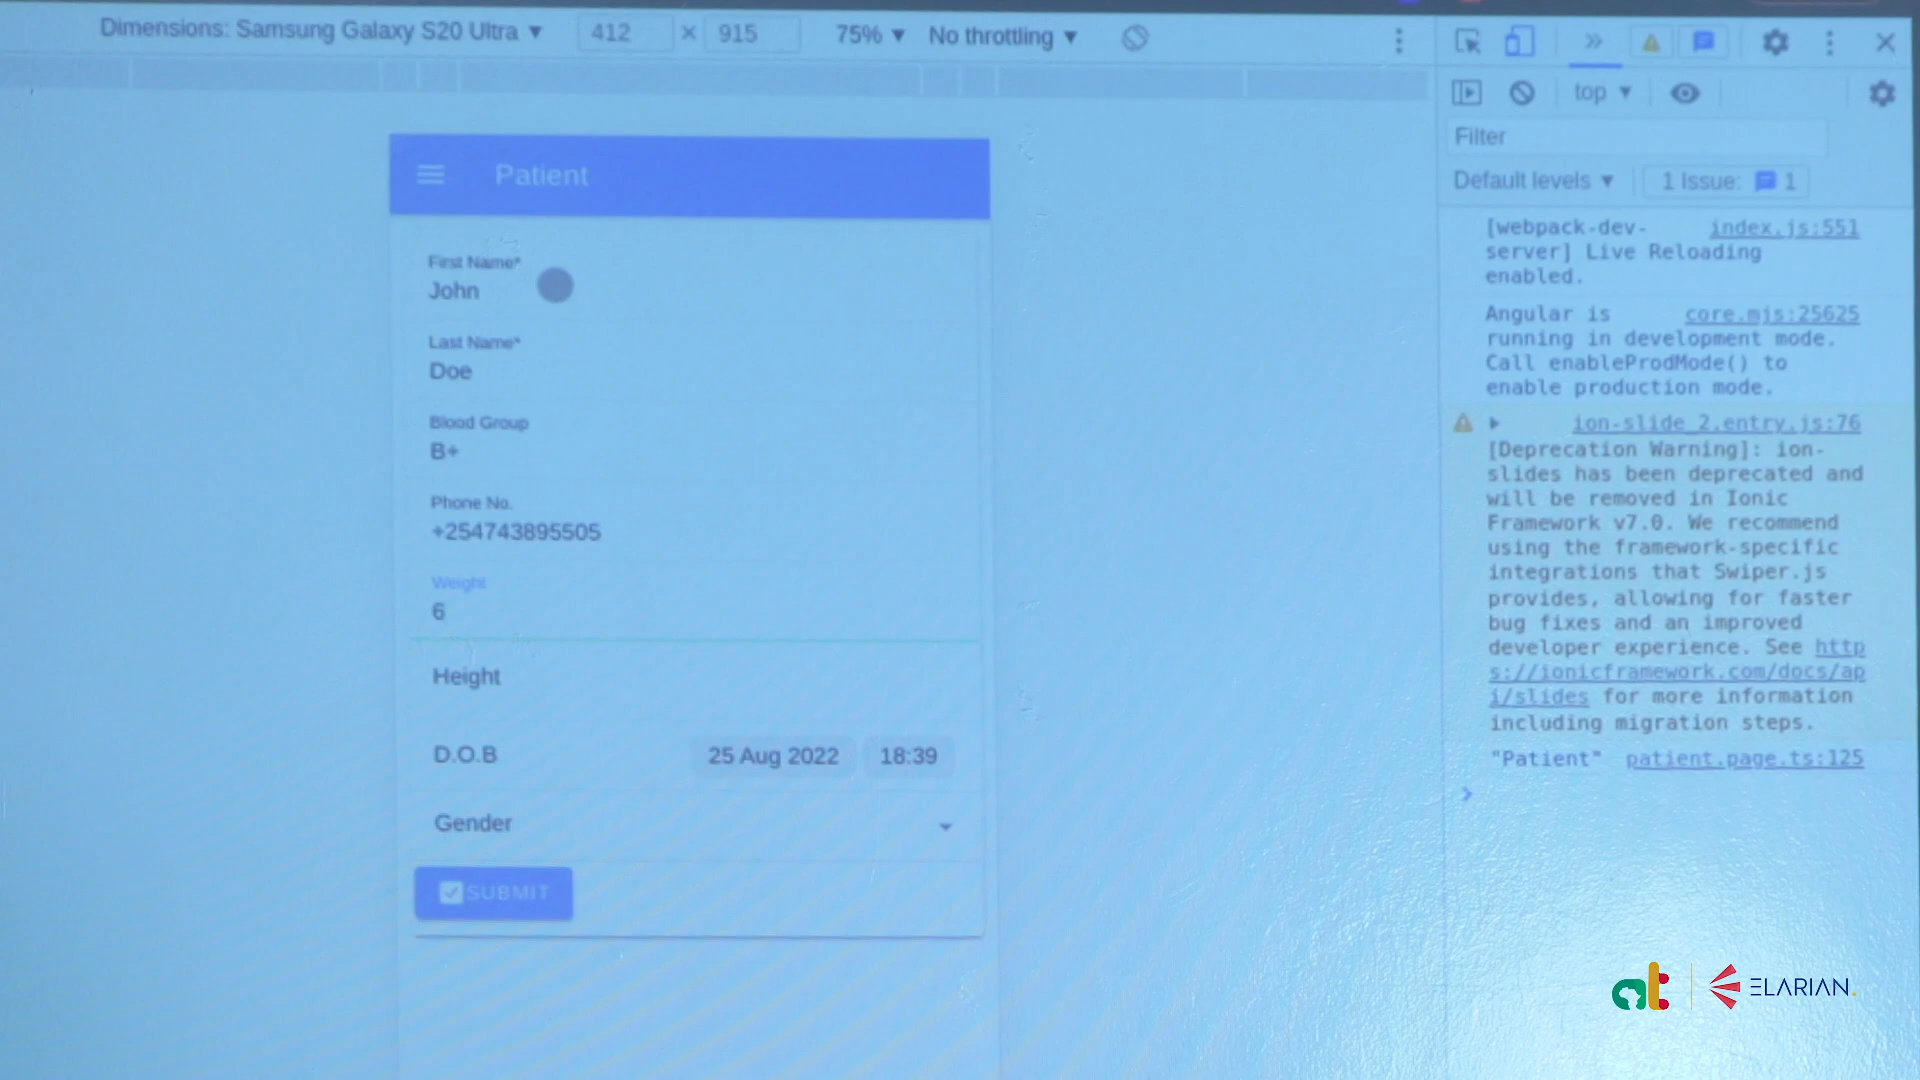 Dimensions: Samsung Galaxy S20 Ultra ▼ 412 × 915 75% ▼ No throttling ▼
top ▼
Filter
Default levels ▼ 1 Issue: 1
Patient
First Name*
John
Last Name*
Doe
Blood Group
B+
Phone No.
+254743895505
Weight
6
Height
D.O.B 25 Aug 2022 18:39
Gender
SUBMIT
[webpack-dev- index.js:551
server] Live Reloading
enabled.
Angular is core.mjs:25625
running in development mode.
Call enableProdMode() to
enable production mode.
ion-slide_2.entry.js:76
[Deprecation Warning]: ion-
slides has been deprecated and
will be removed in Ionic
Framework v7.0. We recommend
using the framework-specific
integrations that Swiper.js
provides, allowing for faster
bug fixes and an improved
developer experience. See http
s://ionicframework.com/docs/ap
i/slides for more information
including migration steps.
"Patient" patient.page.ts:125
at ELARIAN.